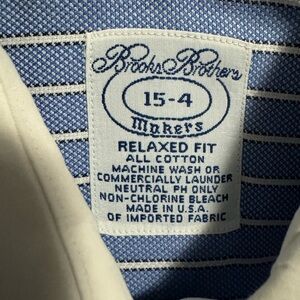 Brooks Brothers
15-4
Makers
RELAXED FIT
ALL COTTON
MACHINE WASH OR
COMMERCIALLY LAUNDER
NEUTRAL PH ONLY
NON-CHLORINE BLEACH
MADE IN U.S.A.
OF IMPORTED FABRIC